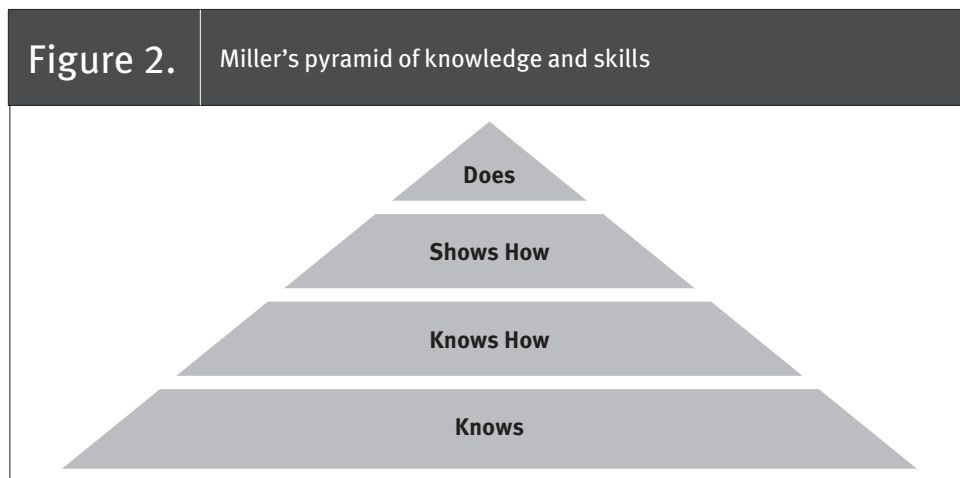 Figure 2.
Miller's pyramid of knowledge and skills
Does
Shows How
Knows How
Knows